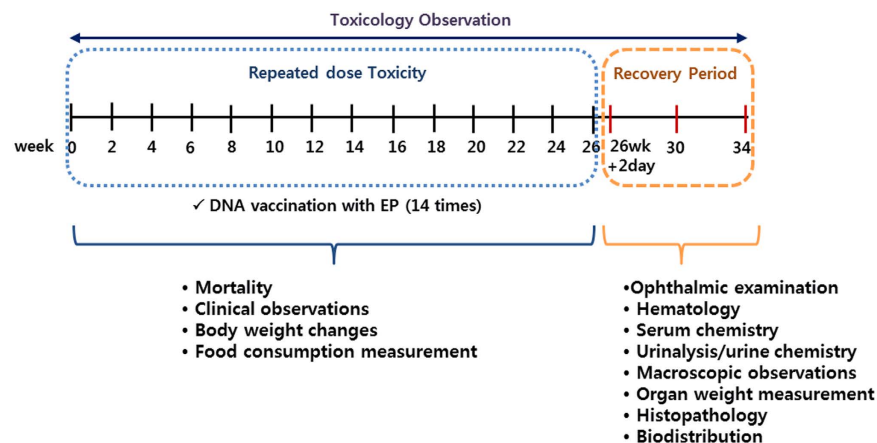 Toxicology Observation
Repeated dose Toxicity
Recovery Period
week 0 2 4 6 8 10 12 14 16 18 20 22 24 26 26wk +2day 30 34
✓ DNA vaccination with EP (14 times)
• Mortality
• Clinical observations
• Body weight changes
• Food consumption measurement
•Ophthalmic examination
• Hematology
• Serum chemistry
• Urinalysis/urine chemistry
• Macroscopic observations
• Organ weight measurement
• Histopathology
• Biodistribution